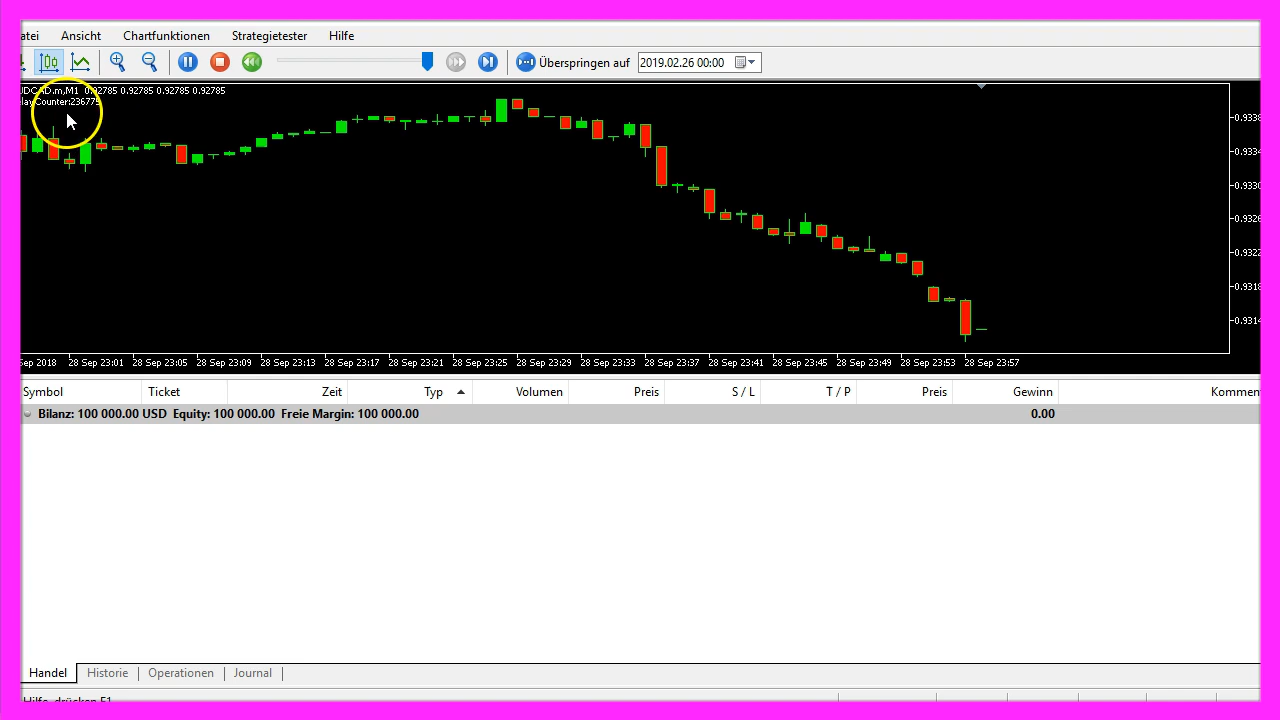 atei Ansicht Chartfunktionen Strategietester Hilfe
Überspringen auf 2019.02.26 00:00
UDCAD.m,M1 0.92785 0.92785 0.92785 0.92785
elayCounter:236775
0.9338
0.9334
0.9330
0.9326
0.9322
0.9318
0.9314
Sep 2018 28 Sep 23:01 28 Sep 23:05 28 Sep 23:09 28 Sep 23:13 28 Sep 23:17 28 Sep 23:21 28 Sep 23:25 28 Sep 23:29 28 Sep 23:33 28 Sep 23:37 28 Sep 23:41 28 Sep 23:45 28 Sep 23:49 28 Sep 23:53 28 Sep 23:57
Symbol Ticket Zeit Typ Volumen Preis S / L T / P Preis Gewinn Kommen
Bilanz: 100 000.00 USD Equity: 100 000.00 Freie Margin: 100 000.00 0.00
Handel Historie Operationen Journal
Hilfe, drücken F1